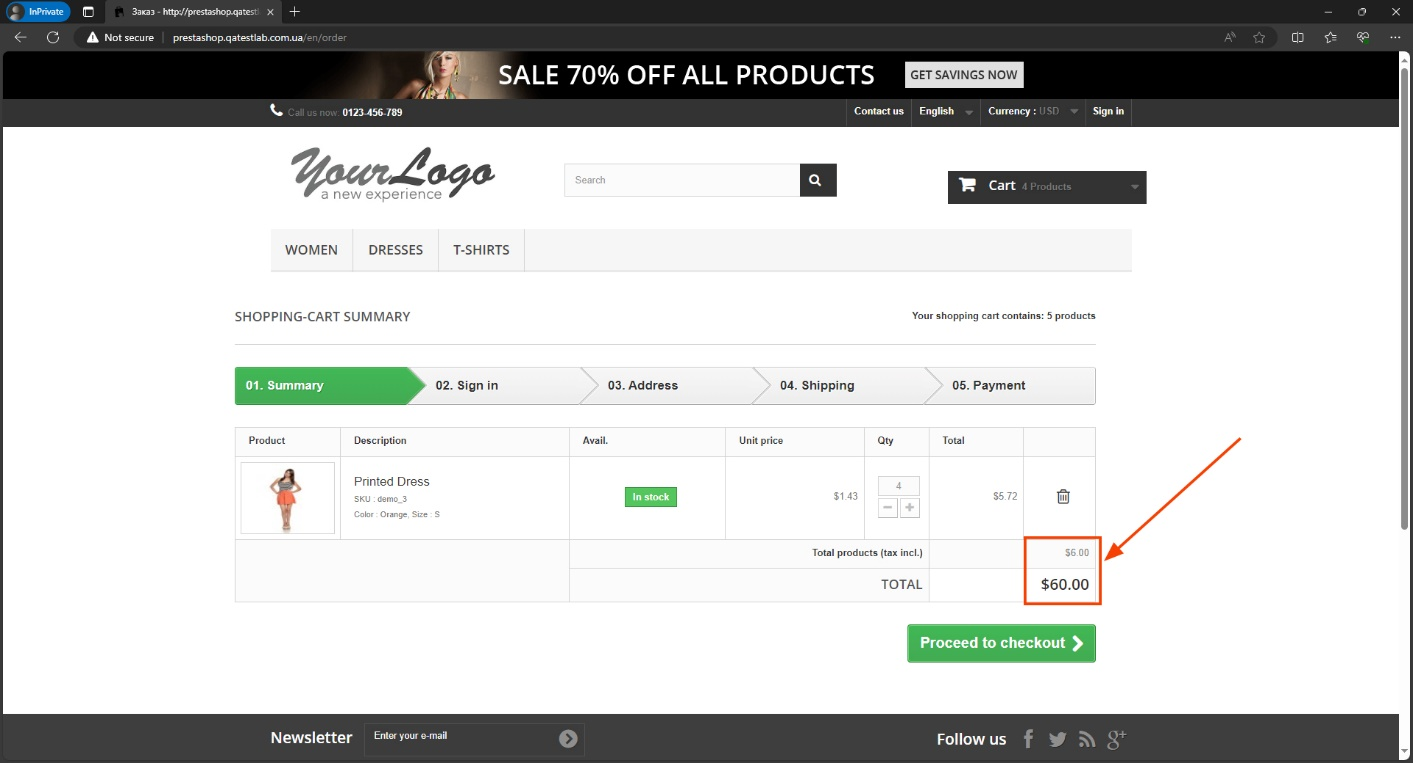 InPrivate
Заказ - http://prestashop.qatestl
Not secure
prestashop.qatestlab.com.ua/en/order
SALE 70% OFF ALL PRODUCTS
GET SAVINGS NOW
Call us now: 0123-456-789
Contact us
English
Currency : USD
Sign in
YourLogo
a new experience
Search
Cart 4 Products
WOMEN
DRESSES
T-SHIRTS
SHOPPING-CART SUMMARY
Your shopping cart contains: 5 products
01. Summary
02. Sign in
03. Address
04. Shipping
05. Payment
Product
Description
Avail.
Unit price
Qty
Total
Printed Dress
SKU : demo_3
Color : Orange, Size : S
In stock
$1.43
4
$5.72
Total products (tax incl.)
$6.00
TOTAL
$60.00
Proceed to checkout
Newsletter
Enter your e-mail
Follow us